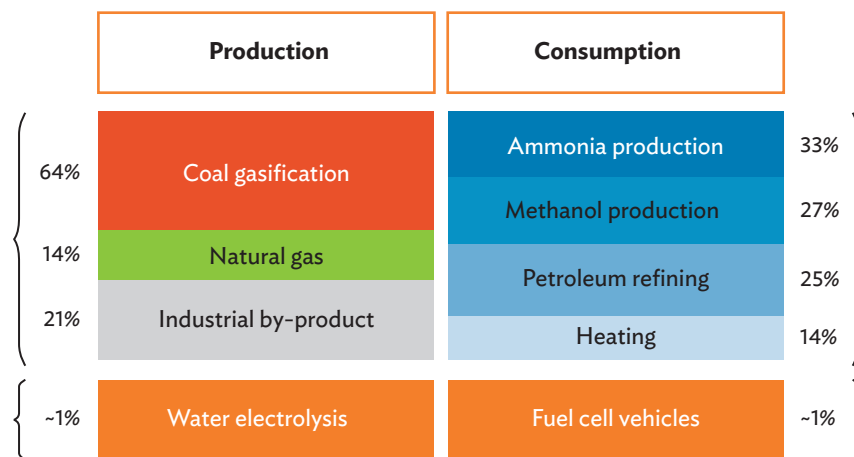 Production
Consumption
64%
Coal gasification
14%
Natural gas
21%
Industrial by-product
~1%
Water electrolysis
Ammonia production
33%
Methanol production
27%
Petroleum refining
25%
Heating
14%
Fuel cell vehicles
~1%